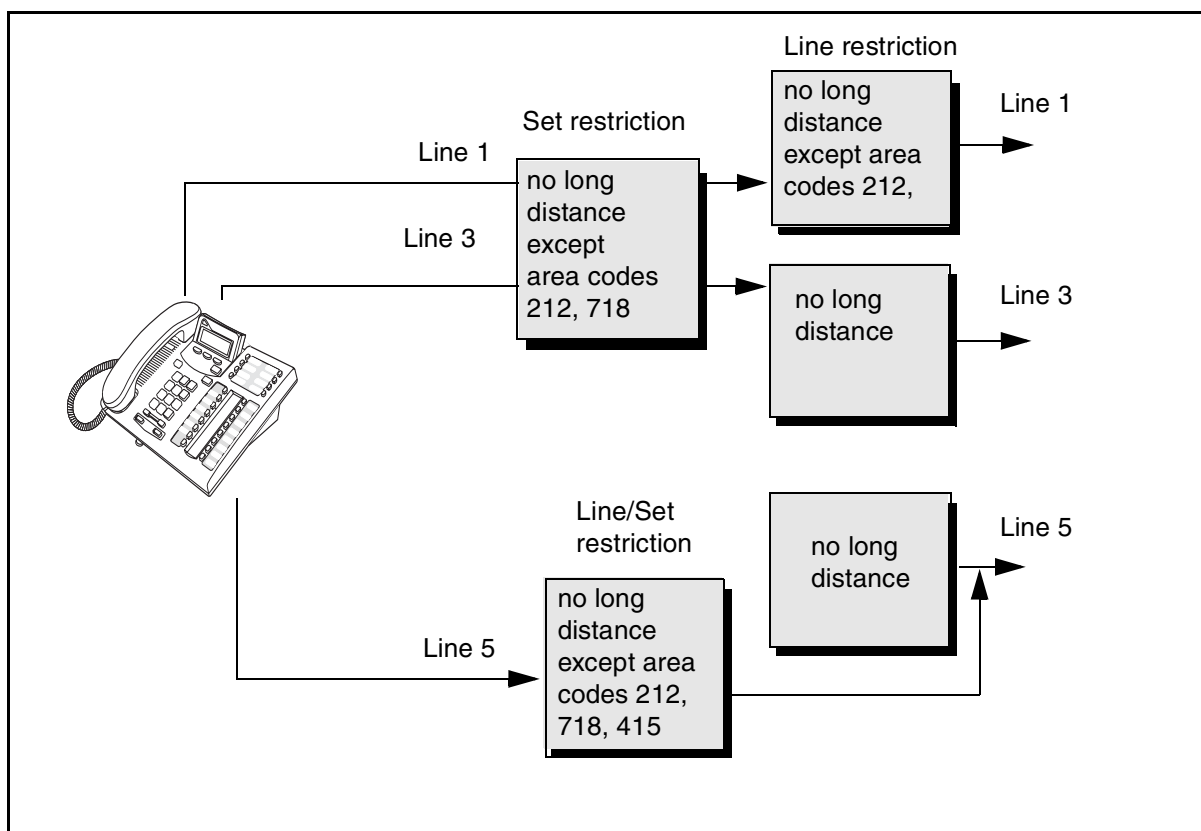 Line restriction
no long
distance
except area
codes 212,
Line 1
Set restriction
Line 1
no long
distance
except
area codes
212, 718
Line 3
no long
distance
Line 3
Line/Set
restriction
no long
distance
Line 5
Line 5
no long
distance
except area
codes 212,
718, 415